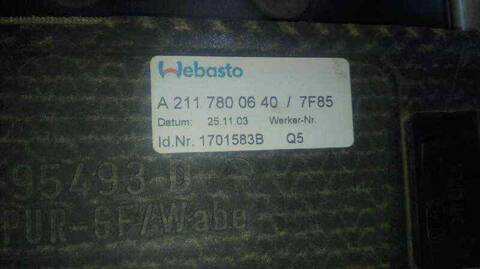 Webasto
A 211 780 06 40 / 7F85
Datum: 25.11.03 Werker-Nr.
Id.Nr. 1701583B Q5
95493-D
PUR-GF/Wabe